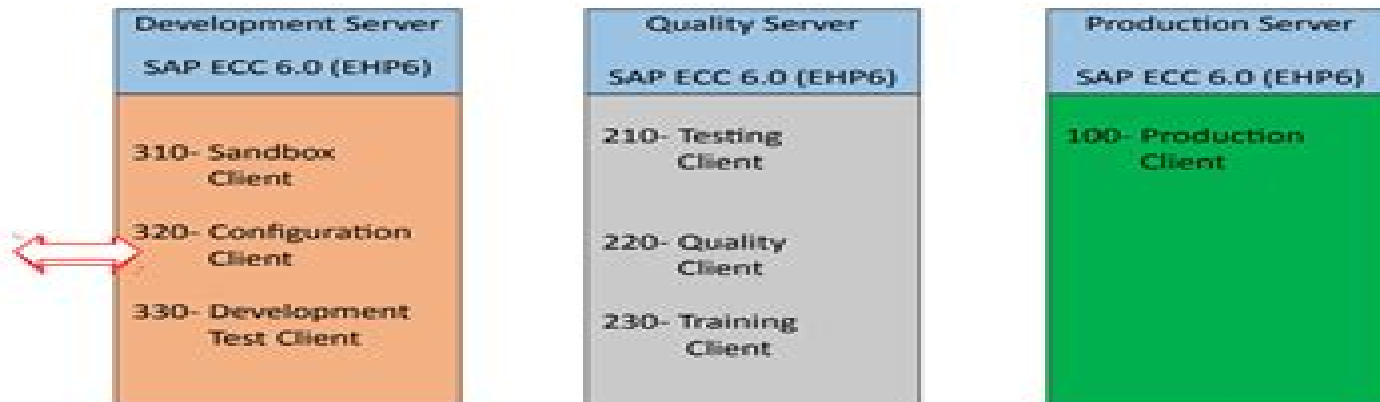 Development Server
SAP ECC 6.0 (EHP6)
310- Sandbox
Client
320- Configuration
Client
330- Development
Test Client
Quality Server
SAP ECC 6.0 (EHP6)
210- Testing
Client
220- Quality
Client
230- Training
Client
Production Server
SAP ECC 6.0 (EHP6)
100- Production
Client